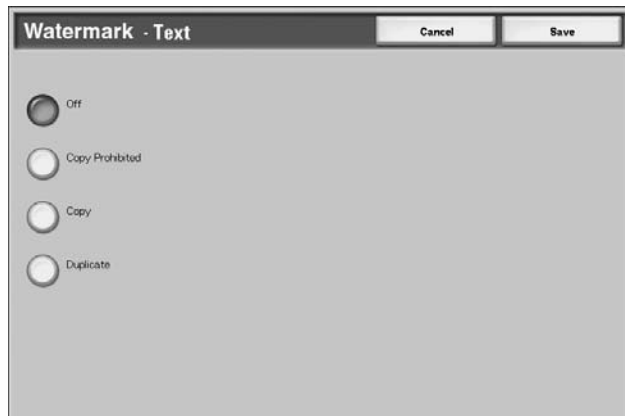 Watermark - Text
Cancel
Save
Off
Copy Prohibited
Copy
Duplicate